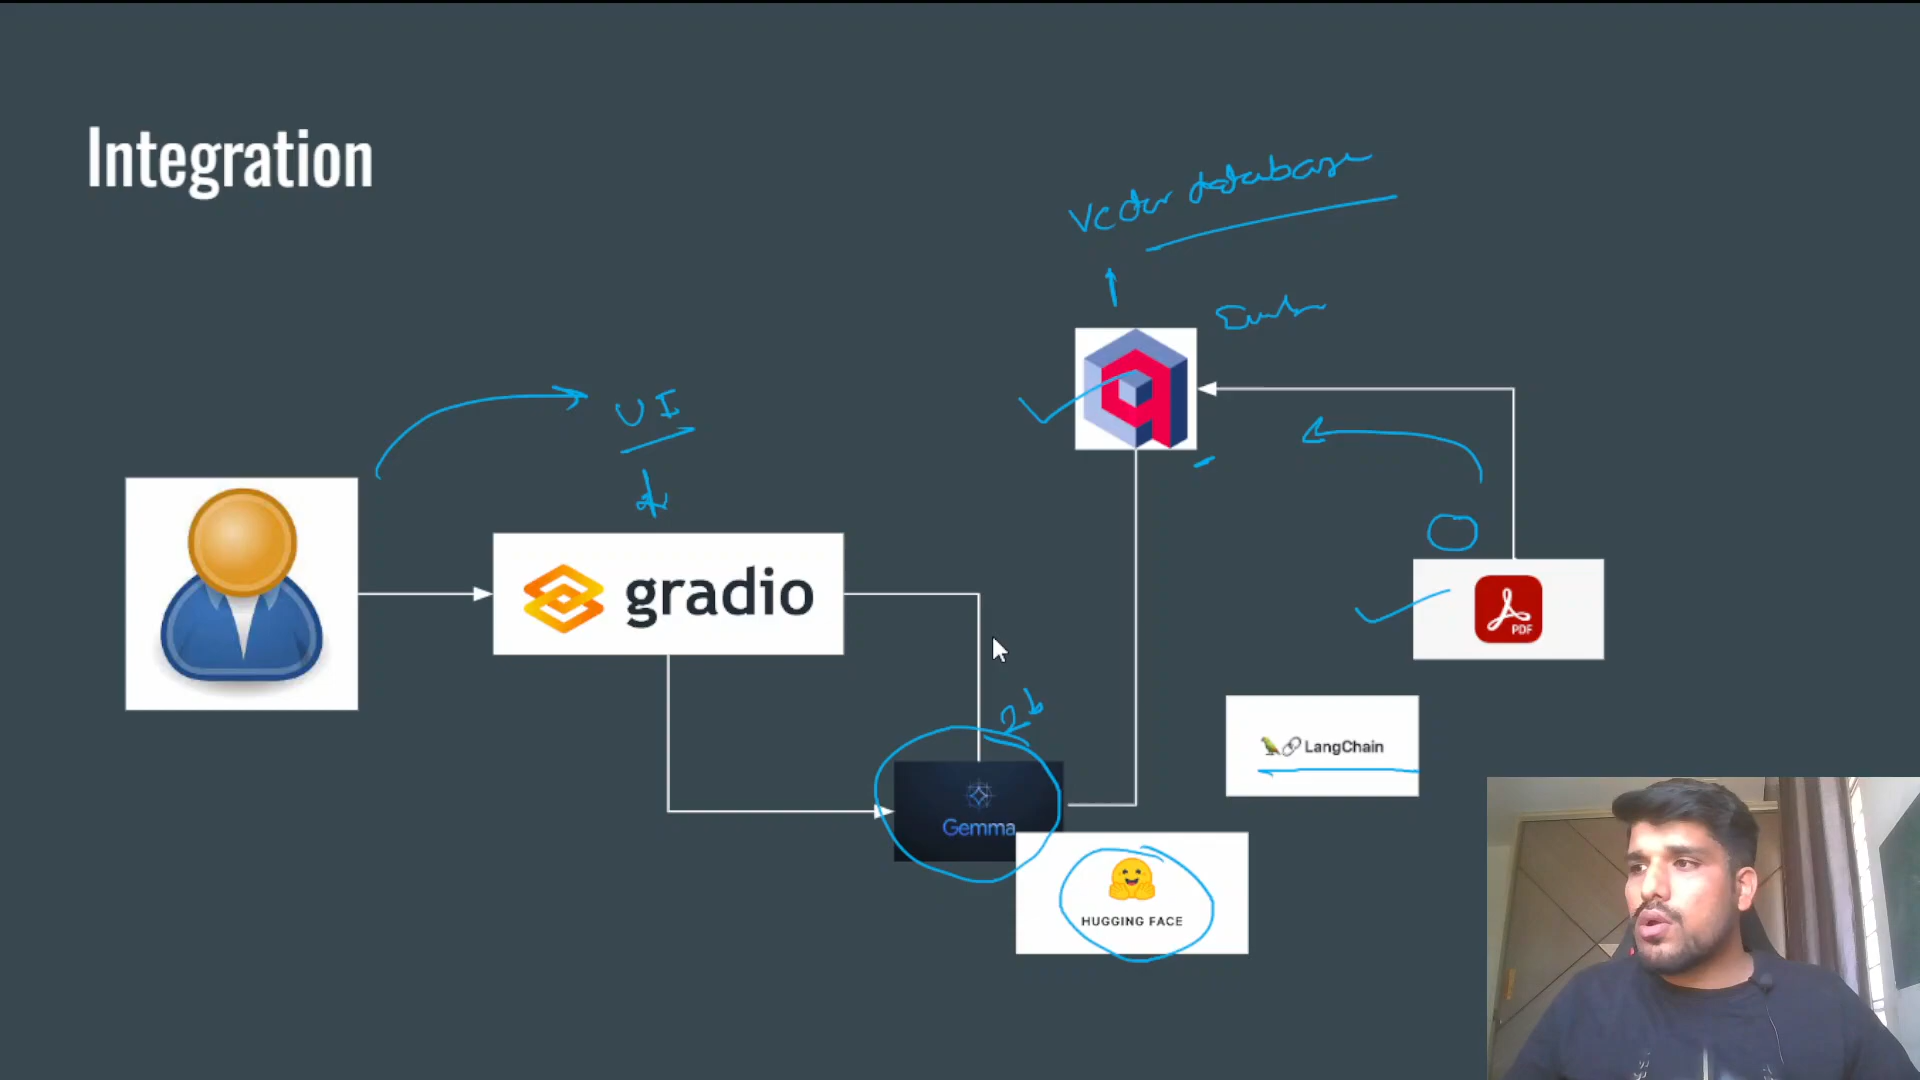 Integration
Vector database
UI
gradio
PDF
2b
LangChain
Gemma
HUGGING FACE